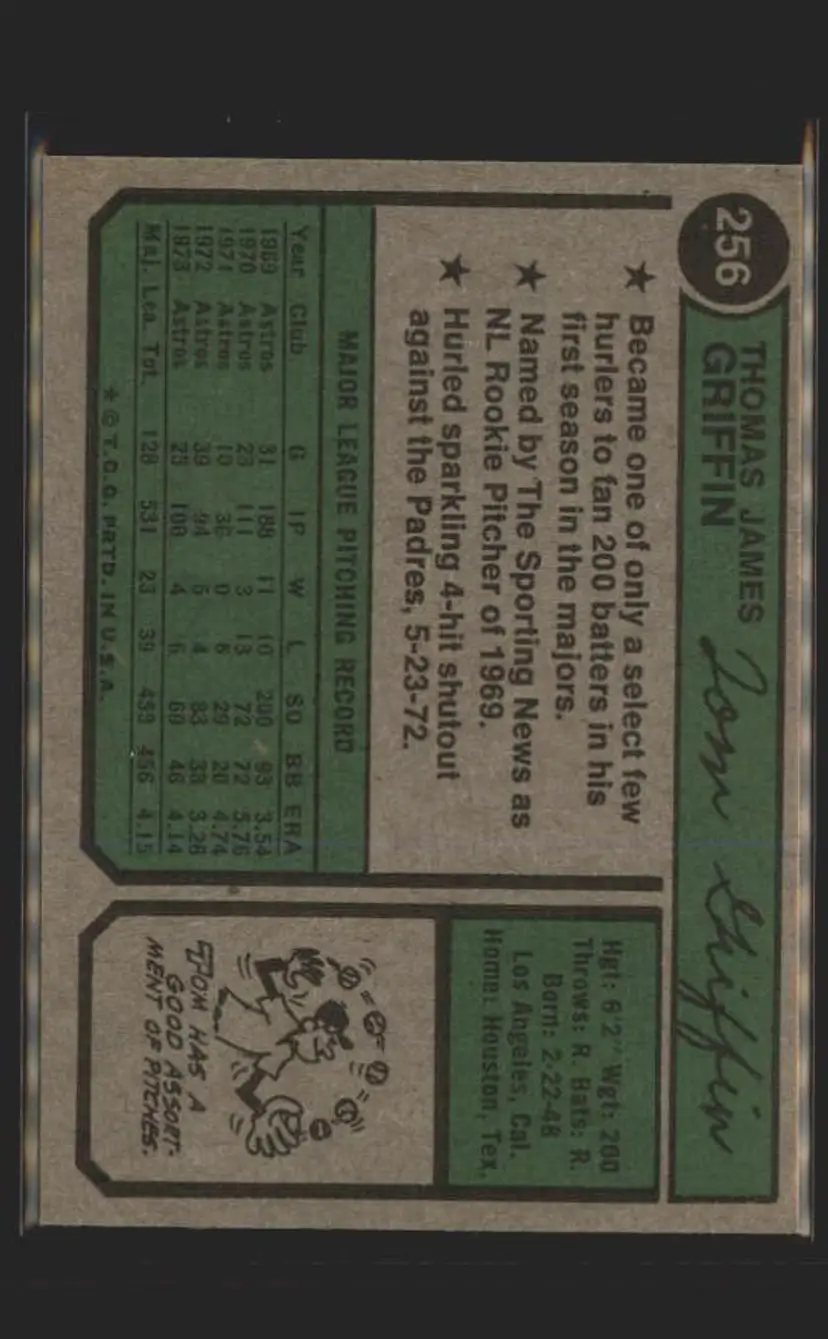 256
THOMAS JAMES
GRIFFIN
Tom Griffin
★ Became one of only a select few
hurlers to fan 200 batters in his
first season in the majors.
★ Named by The Sporting News as
NL Rookie Pitcher of 1969.
★ Hurled sparkling 4-hit shutout
against the Padres, 5-23-72.
MAJOR LEAGUE PITCHING RECORD
Year Club G IP W L SO BB ERA
1969 Astros 31 188 11 10 200 93 3.54
1970 Astros 23 111 3 13 72 72 5.76
1971 Astros 10 38 0 6 29 20 4.74
1972 Astros 39 94 5 4 83 38 3.26
1973 Astros 25 100 4 6 69 46 4.14
Maj. Lea. Tot. 128 531 23 39 4.15
★ © T.C.G. PRTD. IN U.S.A.
Hgt: 6'2" Wgt: 200
Throws: R. Bats: R.
Born: 2-22-48
Los Angeles, Cal.
Home: Houston, Tex.
TOM HAS A
GOOD ASSORT-
MENT OF PITCHES.